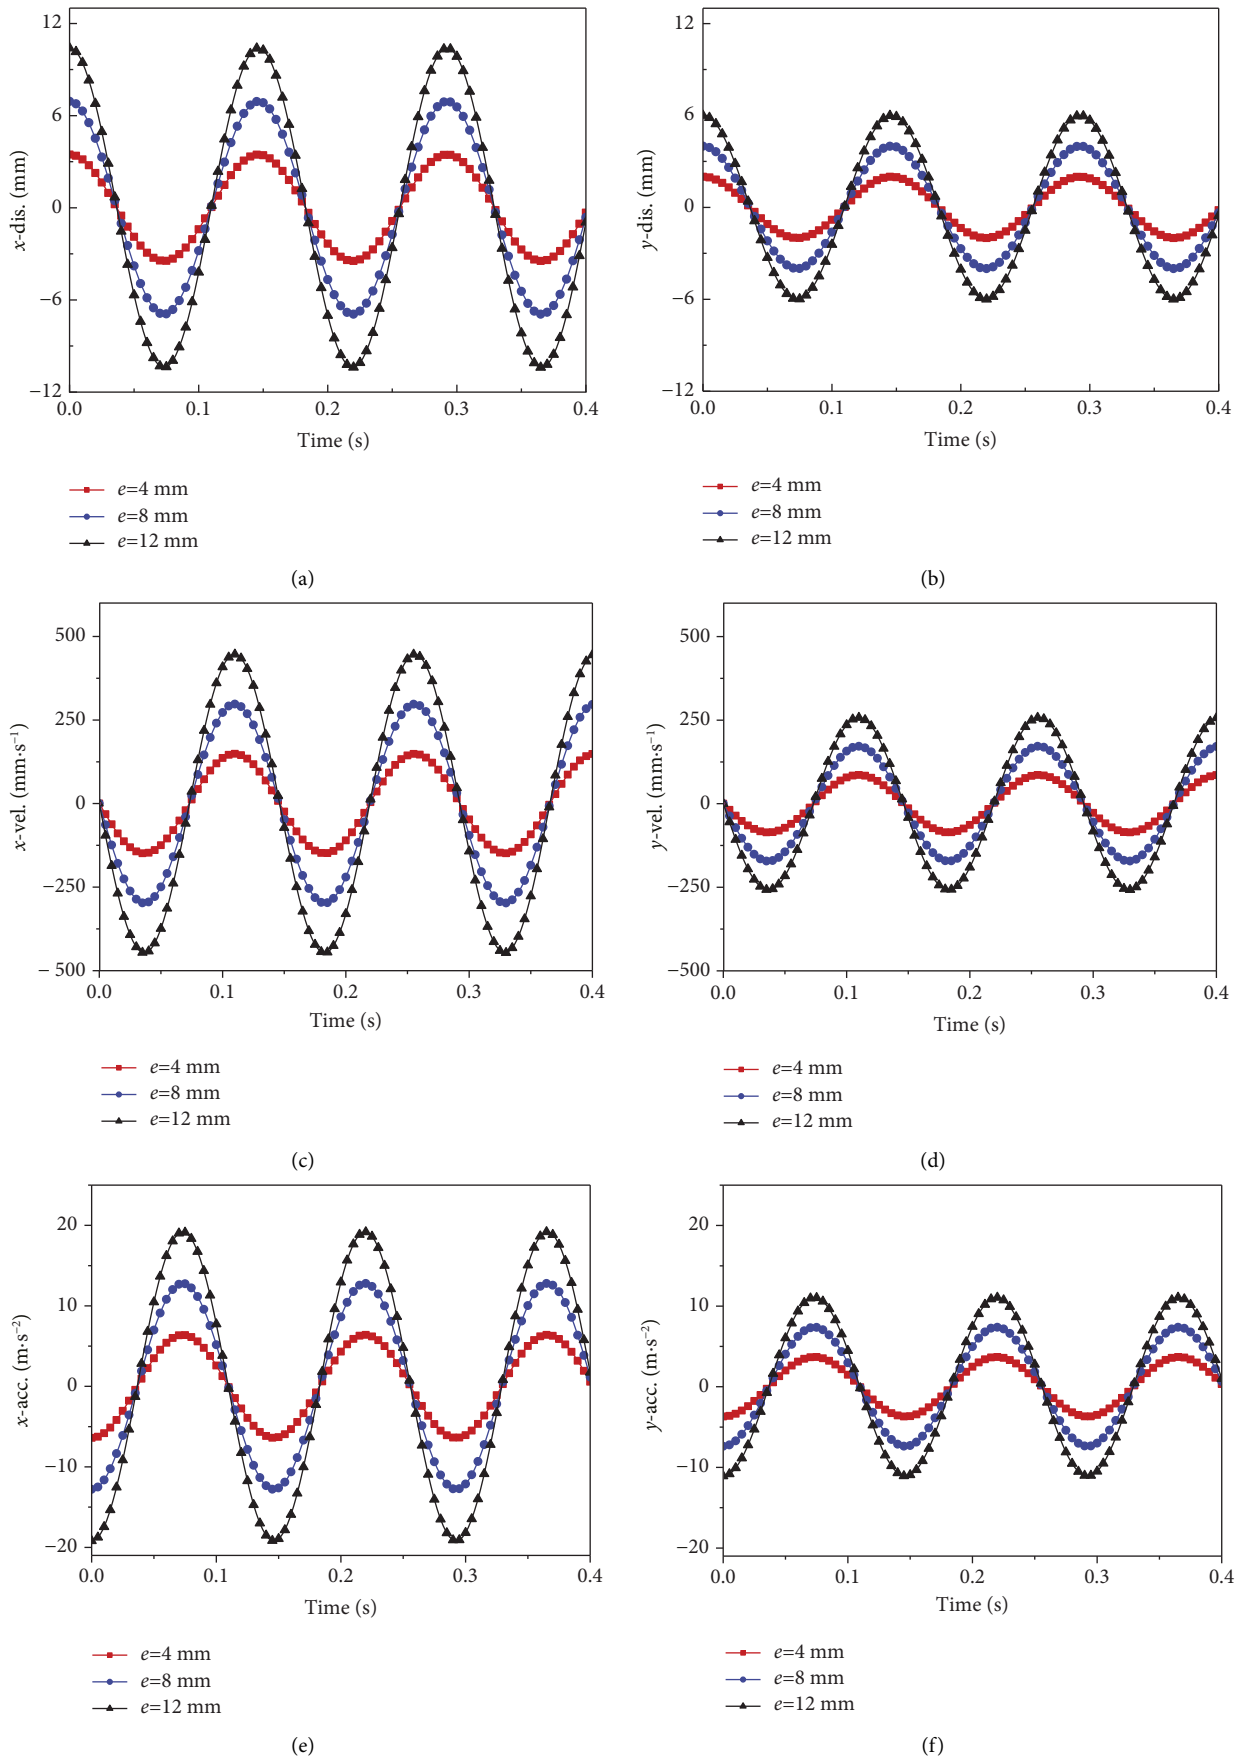 12
6
0
−6
−12
x-dis. (mm)
0.0 0.1 0.2 0.3 0.4
Time (s)
e=4 mm
e=8 mm
e=12 mm
(a)
12
6
0
−6
−12
y-dis. (mm)
0.0 0.1 0.2 0.3 0.4
Time (s)
e=4 mm
e=8 mm
e=12 mm
(b)
500
250
0
−250
−500
x-vel. (mm·s⁻¹)
0.0 0.1 0.2 0.3 0.4
Time (s)
e=4 mm
e=8 mm
e=12 mm
(c)
500
250
0
−250
−500
y-vel. (mm·s⁻¹)
0.0 0.1 0.2 0.3 0.4
Time (s)
e=4 mm
e=8 mm
e=12 mm
(d)
20
10
0
−10
−20
x-acc. (m·s⁻²)
0.0 0.1 0.2 0.3 0.4
Time (s)
e=4 mm
e=8 mm
e=12 mm
(e)
20
10
0
−10
−20
y-acc. (m·s⁻²)
0.0 0.1 0.2 0.3 0.4
Time (s)
e=4 mm
e=8 mm
e=12 mm
(f)